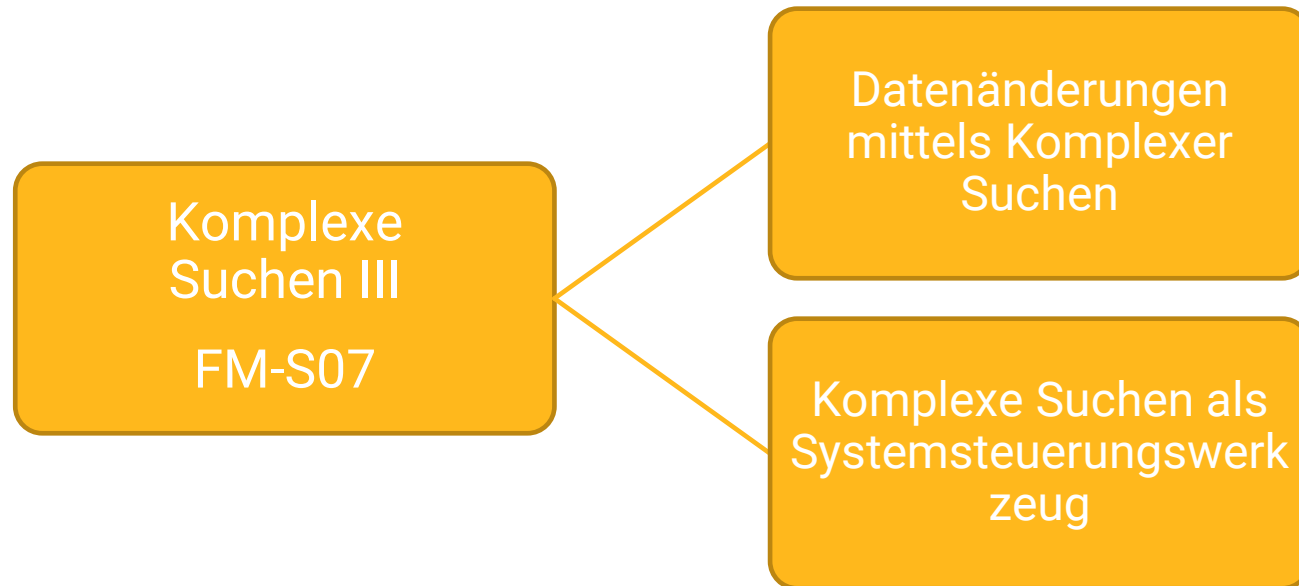 Komplexe
Suchen III
FM-S07
Datenänderungen
mittels Komplexer
Suchen
Komplexe Suchen als
Systemsteuerungswerk
zeug